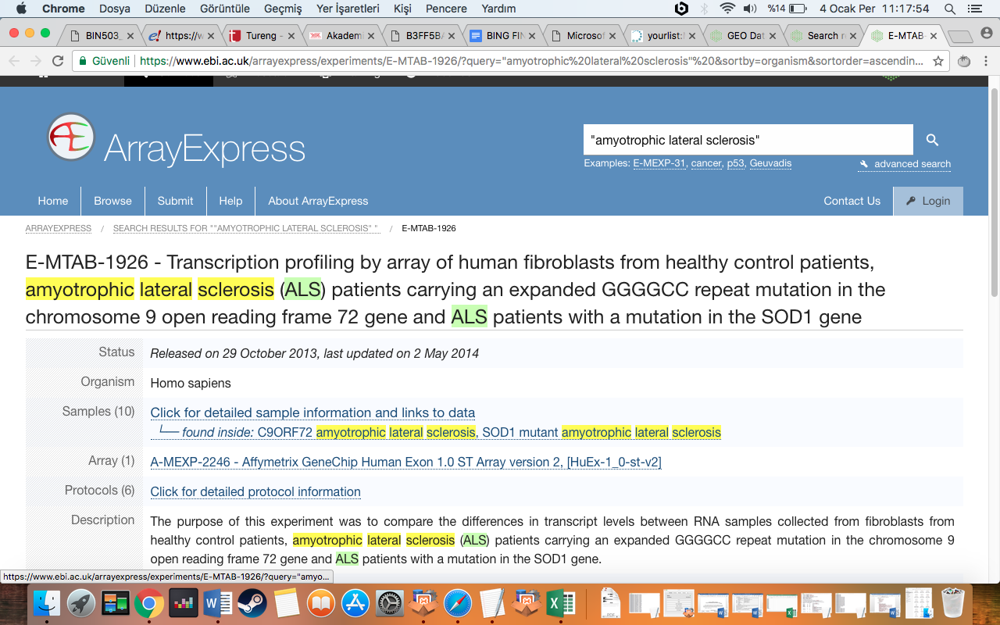 Chrome Dosya Düzenle Görüntüle Geçmiş Yer İşaretleri Kişi Pencere Yardım %14 4 Ocak Per 11:17:54
BIN503_ https://w Tureng - Akadem B3FF5B BING FIN Microsof yourlist: GEO Dat Search r E-MTAB-
Güvenli https://www.ebi.ac.uk/arrayexpress/experiments/E-MTAB-1926/?query="amyotrophic%20lateral%20sclerosis"%20&sortby=organism&sortorder=ascendin...
ArrayExpress
"amyotrophic lateral sclerosis"
Examples: E-MEXP-31, cancer, p53, Geuvadis advanced search
Home Browse Submit Help About ArrayExpress Contact Us Login
ARRAYEXPRESS / SEARCH RESULTS FOR ""AMYOTROPHIC LATERAL SCLEROSIS" " / E-MTAB-1926
E-MTAB-1926 - Transcription profiling by array of human fibroblasts from healthy control patients,
amyotrophic lateral sclerosis (ALS) patients carrying an expanded GGGGCC repeat mutation in the
chromosome 9 open reading frame 72 gene and ALS patients with a mutation in the SOD1 gene
Status Released on 29 October 2013, last updated on 2 May 2014
Organism Homo sapiens
Samples (10) Click for detailed sample information and links to data
found inside: C9ORF72 amyotrophic lateral sclerosis, SOD1 mutant amyotrophic lateral sclerosis
Array (1) A-MEXP-2246 - Affymetrix GeneChip Human Exon 1.0 ST Array version 2, [HuEx-1_0-st-v2]
Protocols (6) Click for detailed protocol information
Description The purpose of this experiment was to compare the differences in transcript levels between RNA samples collected from fibroblasts from
healthy control patients, amyotrophic lateral sclerosis (ALS) patients carrying an expanded GGGGCC repeat mutation in the chromosome 9
open reading frame 72 gene and ALS patients with a mutation in the SOD1 gene.
https://www.ebi.ac.uk/arrayexpress/experiments/E-MTAB-1926/?query="amyo...